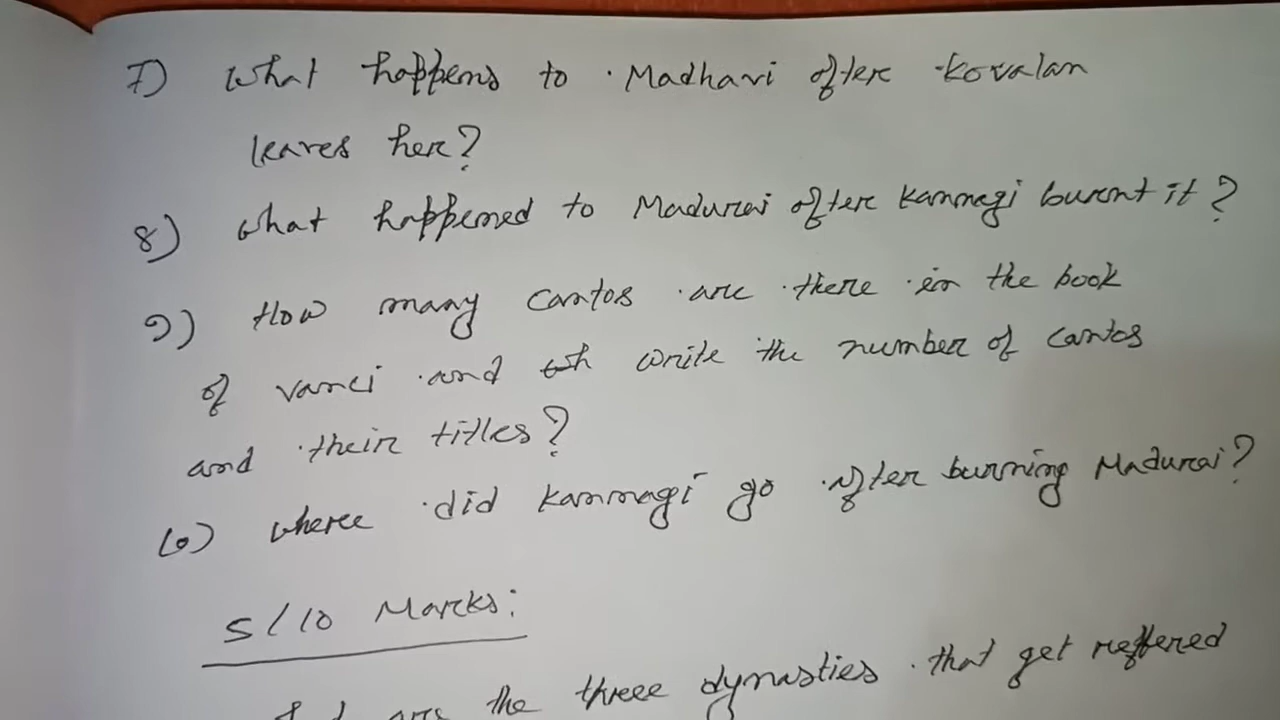 7) What happens to Madhavi after Kovalan
leaves her?
8) What happened to Madurai after Kannagi burnt it?
9) How many cantos are there in the book
of vanci and write the number of cantos
and their titles?
10) where did Kannagi go after burning Madurai?
5/10 Marks:
the three dynasties that get reffered